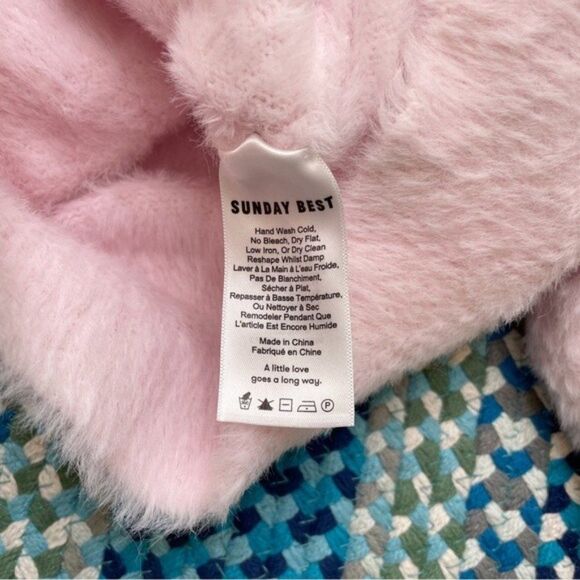 SUNDAY BEST
Hand Wash Cold,
No Bleach, Dry Flat,
Low Iron, Or Dry Clean
Reshape Whilst Damp
Laver à La Main à L'eau Froide,
Pas De Blanchiment,
Sécher à Plat,
Repasser à Basse Température,
Ou Nettoyer à Sec
Remodeler Pendant Que
L'article Est Encore Humide
Made in China
Fabriqué en Chine
A little love
goes a long way.
P